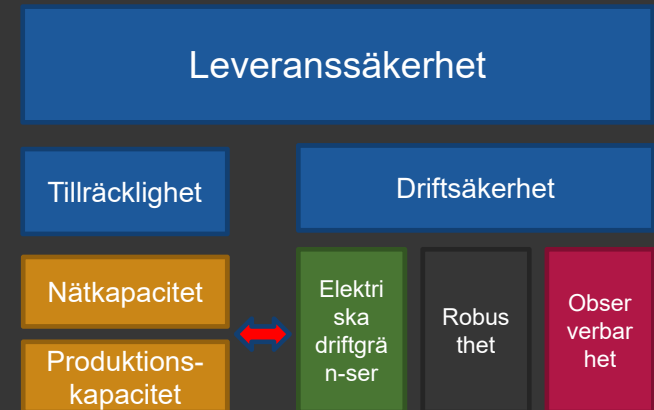 Leveranssäkerhet
Tillräcklighet
Driftsäkerhet
Nätkapacitet
Produktions-
kapacitet
Elektri
ska
driftgrä
n-ser
Robus
thet
Obser
verbar
het